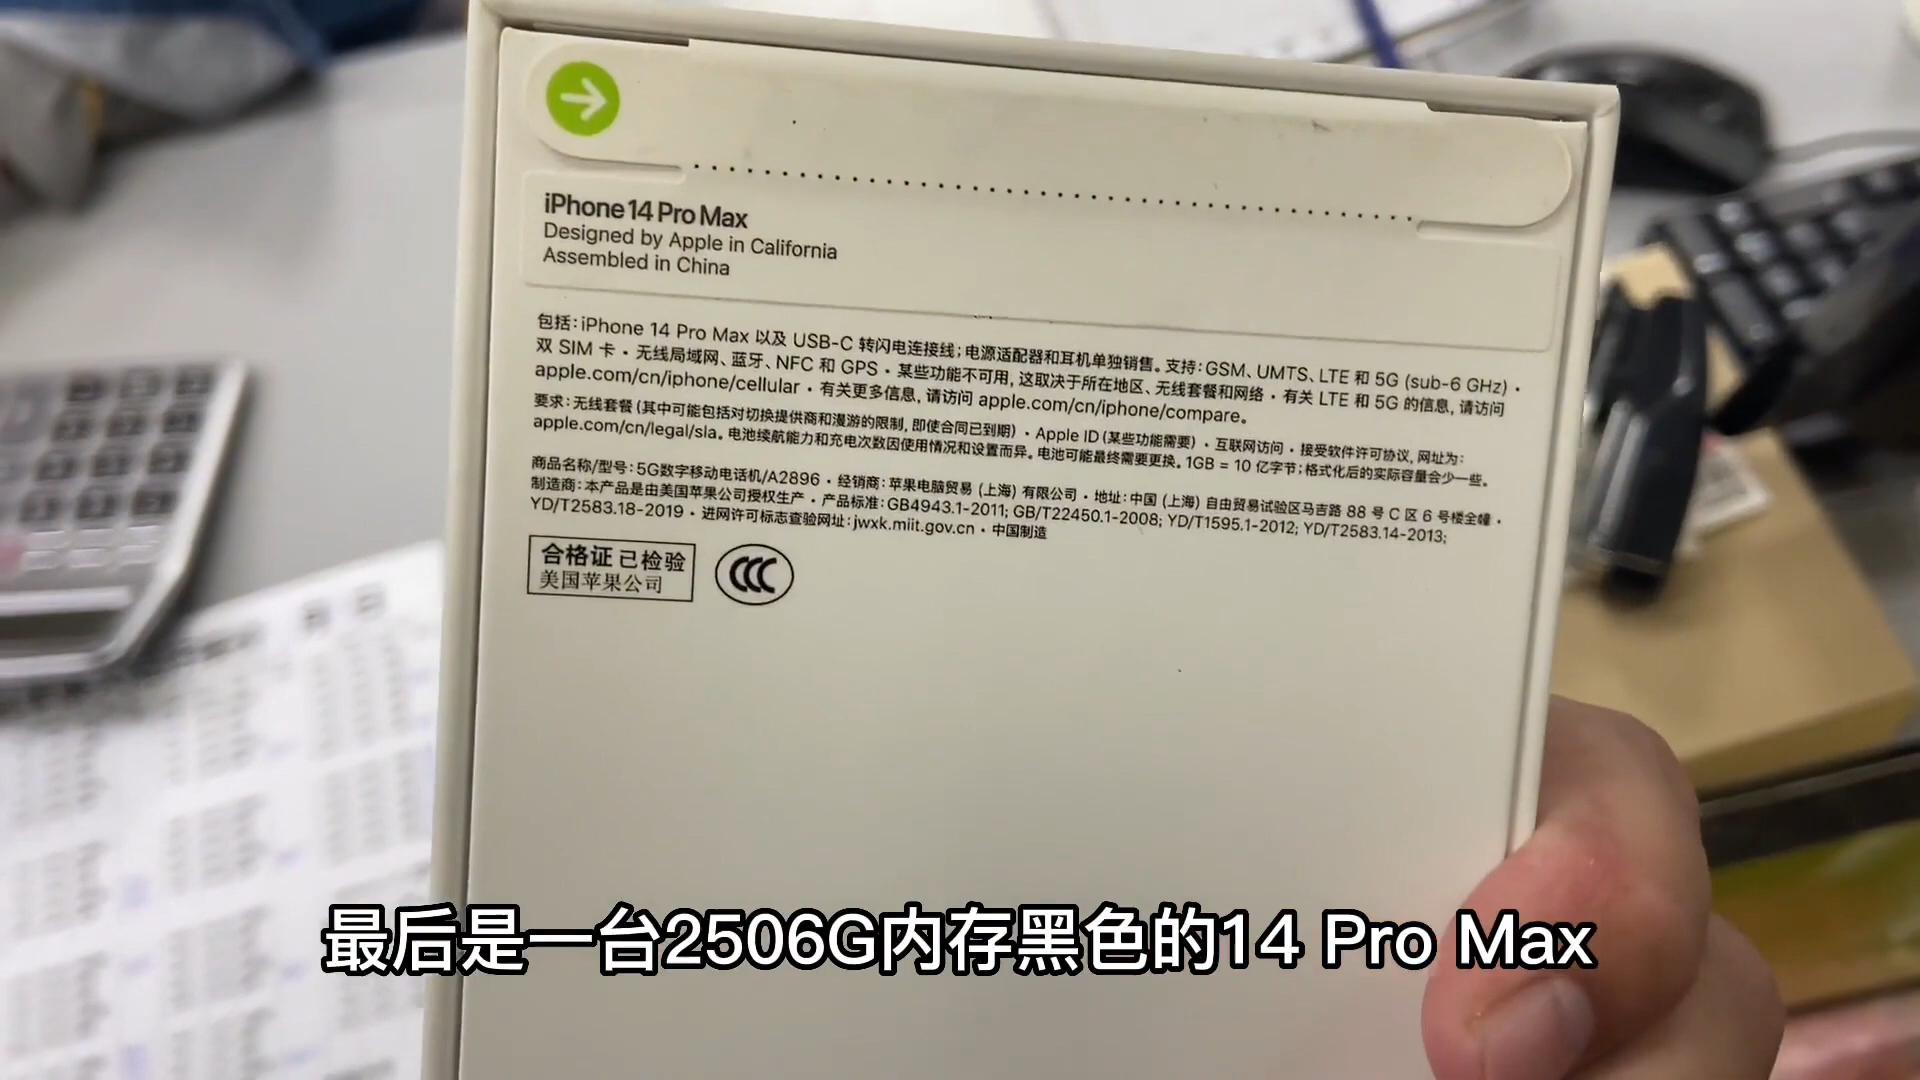 iPhone 14 Pro Max
Designed by Apple in California
Assembled in China
包括：iPhone 14 Pro Max 以及 USB-C 转闪电连接线；电源适配器和耳机单独销售。支持：GSM、UMTS、LTE 和 5G (sub-6 GHz)・
双 SIM 卡・无线局域网、蓝牙、NFC 和 GPS・某些功能不可用，这取决于所在地区、无线套餐和网络・有关 LTE 和 5G 的信息，请访问
apple.com/cn/iphone/cellular・有关更多信息，请访问 apple.com/cn/iphone/compare。
要求：无线套餐（其中可能包括对切换提供商和漫游的限制，即使合同已到期）・Apple ID（某些功能需要）・互联网访问・接受软件许可协议，网址为：
apple.com/cn/legal/sla。电池续航能力和充电次数因使用情况和设置而异。电池可能最终需要更换。1GB = 10 亿字节；格式化后的实际容量会少一些。
商品名称/型号：5G数字移动电话机/A2896・经销商：苹果电脑贸易（上海）有限公司・地址：中国（上海）自由贸易试验区马吉路 88 号 C 区 6 号楼全幢・
制造商：本产品是由美国苹果公司授权生产・产品标准：GB4943.1-2011; GB/T22450.1-2008; YD/T1595.1-2012; YD/T2583.14-2013;
YD/T2583.18-2019・进网许可标志查验网址：jwxk.miit.gov.cn・中国制造
合格证 已检验
美国苹果公司
CCC
最后是一台2506G内存黑色的14 Pro Max